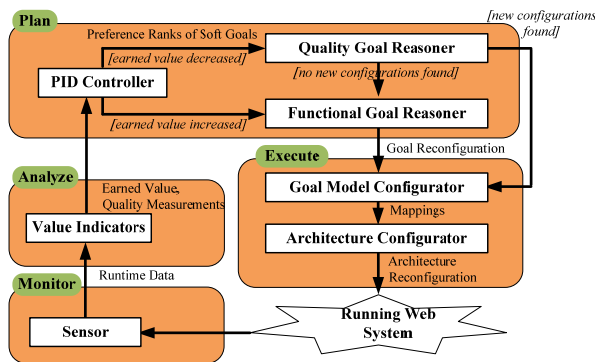 Plan
[new configurations
found]
Preference Ranks of Soft Goals
[earned value decreased]
Quality Goal Reasoner
PID Controller
[no new configurations found]
Functional Goal Reasoner
[earned value increased]
Goal Reconfiguration
Execute
Analyze
Earned Value,
Quality Measurements
Goal Model Configurator
Mappings
Value Indicators
Architecture Configurator
Runtime Data
Architecture
Reconfiguration
Monitor
Running Web
System
Sensor